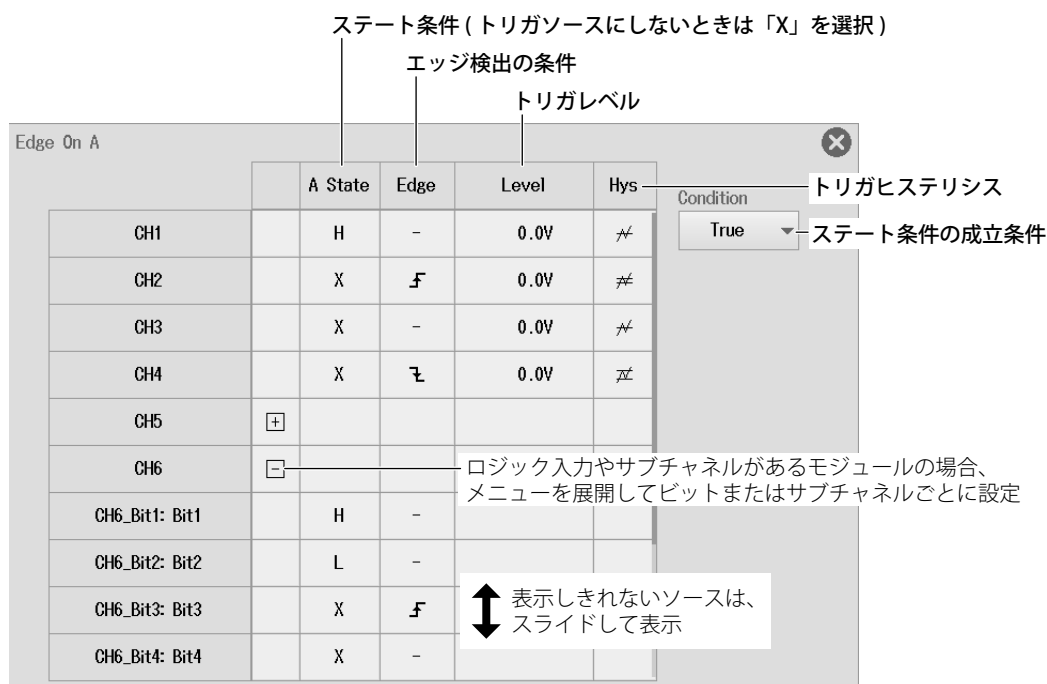 ステート条件 ( トリガソースにしないときは「X」を選択 )
エッジ検出の条件
トリガレベル
Edge On A
A State Edge Level Hys
トリガヒステリシス
Condition
True
ステート条件の成立条件
CH1 H - 0.0V
CH2 X 0.0V
CH3 X - 0.0V
CH4 X 0.0V
CH5
CH6
ロジック入力やサブチャネルがあるモジュールの場合、
メニューを展開してビットまたはサブチャネルごとに設定
CH6_Bit1: Bit1 H -
CH6_Bit2: Bit2 L -
CH6_Bit3: Bit3 X
表示しきれないソースは、
スライドして表示
CH6_Bit4: Bit4 X -